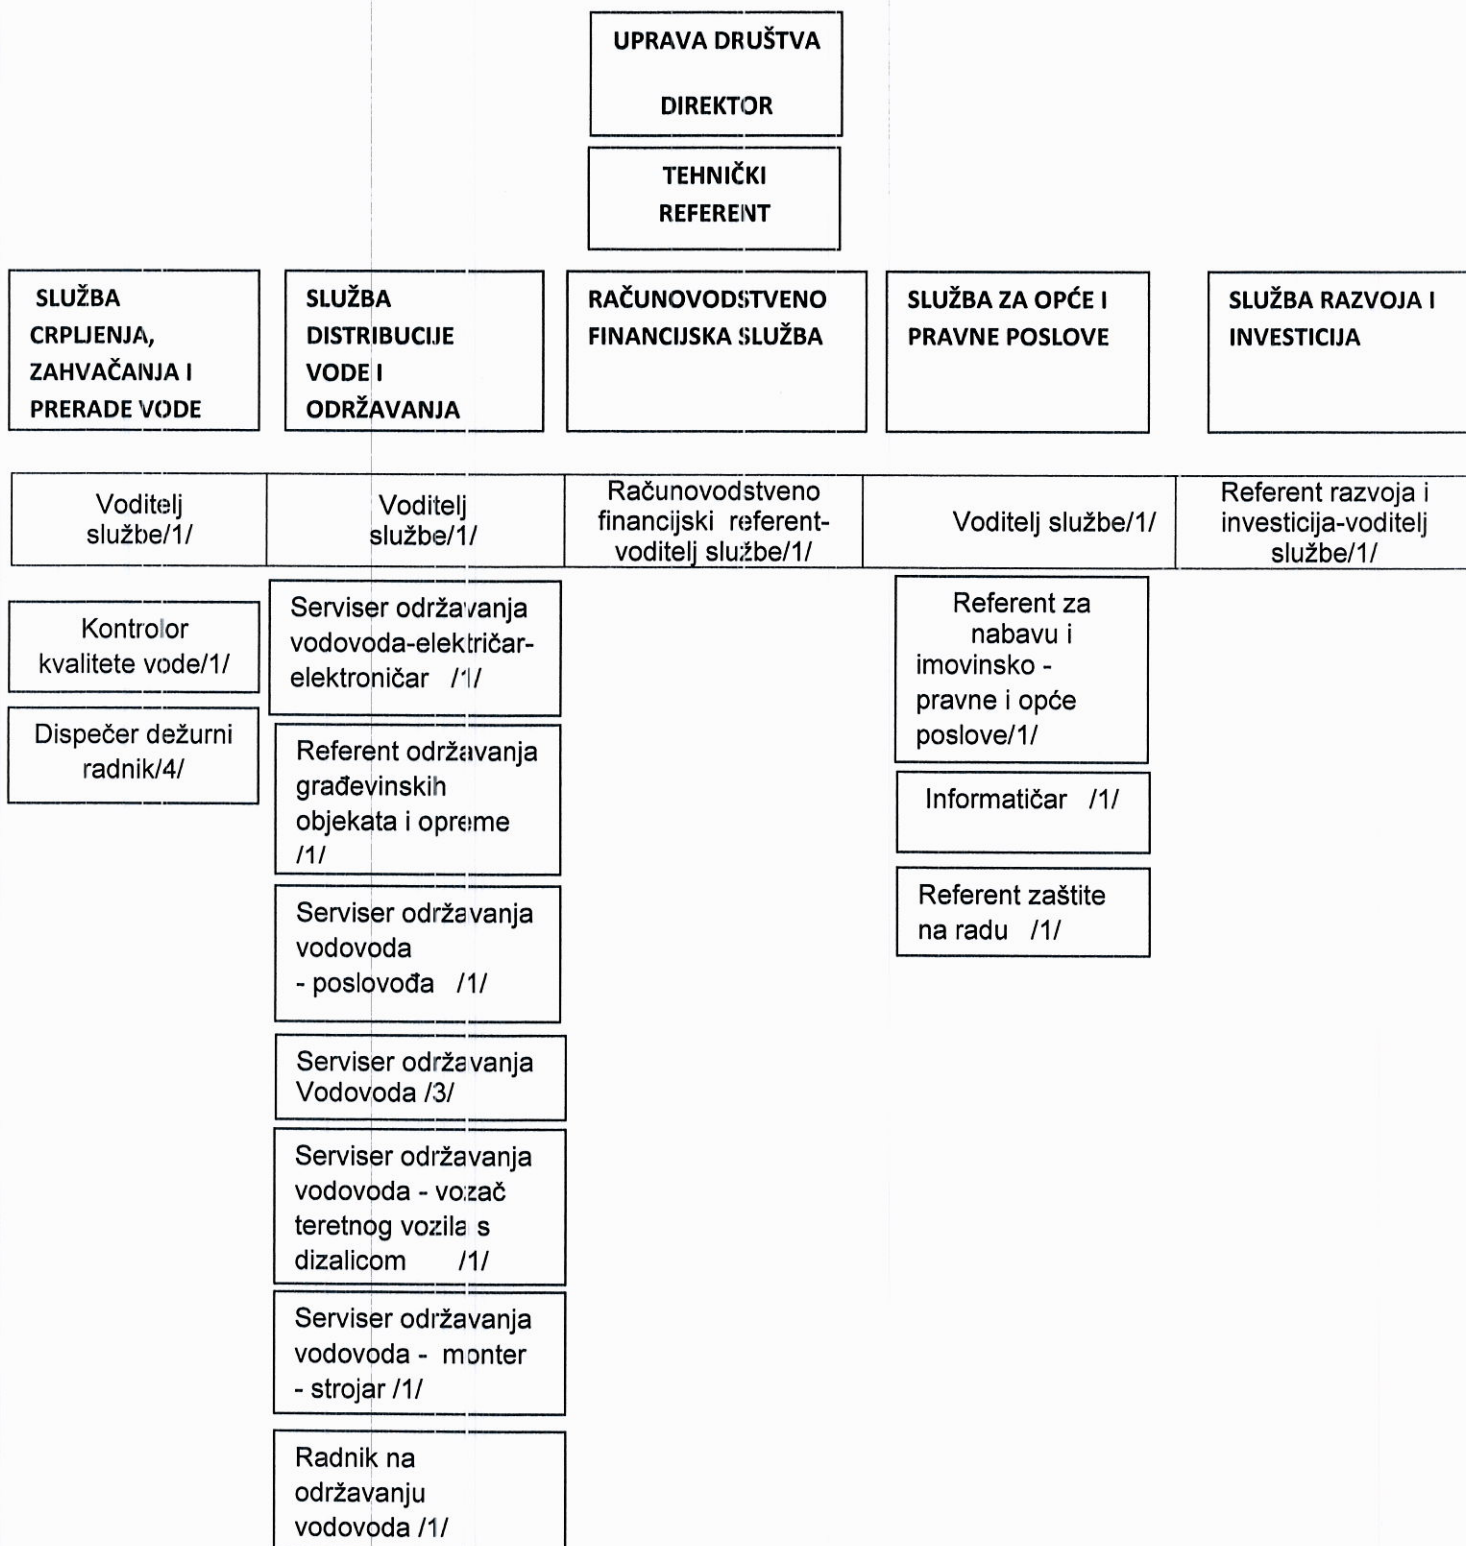 UPRAVA DRUŠTVA
DIREKTOR
TEHNIČKI
REFERENT
SLUŽBA
CRPLJENJA,
ZAHVAČANJA I
PRERADE VODE
SLUŽBA
DISTRIBUCIJE
VODE I
ODRŽAVANJA
RAČUNOVODSTVENO
FINANCIJSKA SLUŽBA
SLUŽBA ZA OPĆE I
PRAVNE POSLOVE
SLUŽBA RAZVOJA I
INVESTICIJA
Voditelj
službe/1/
Voditelj
službe/1/
Računovodstveno
financijski referent-
voditelj službe/1/
Voditelj službe/1/
Referent razvoja i
investicija-voditelj
službe/1/
Kontrolor
kvalitete vode/1/
Dispečer dežurni
radnik/4/
Serviser održavanja
vodovoda-električar-
elektroničar /1/
Referent održavanja
građevinskih
objekata i opreme
/1/
Serviser održavanja
vodovoda
- poslovođa /1/
Serviser održavanja
Vodovoda /3/
Serviser održavanja
vodovoda - vozač
teretnog vozila s
dizalicom /1/
Serviser održavanja
vodovoda - monter
- strojar /1/
Radnik na
održavanju
vodovoda /1/
Referent za
nabavu i
imovinsko -
pravne i opće
poslove/1/
Informatičar /1/
Referent zaštite
na radu /1/